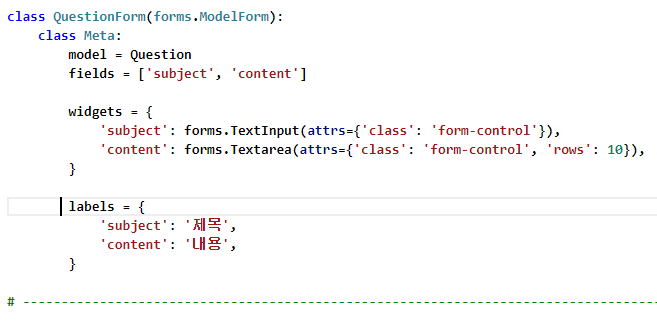 class QuestionForm(forms.ModelForm):
    class Meta:
        model = Question
        fields = ['subject', 'content']
        widgets = {
            'subject': forms.TextInput(attrs={'class': 'form-control'}),
            'content': forms.Textarea(attrs={'class': 'form-control', 'rows': 10}),
        }
        labels = {
            'subject': '제목',
            'content': '내용',
        }
# ---------------------------------------------------------------------------------